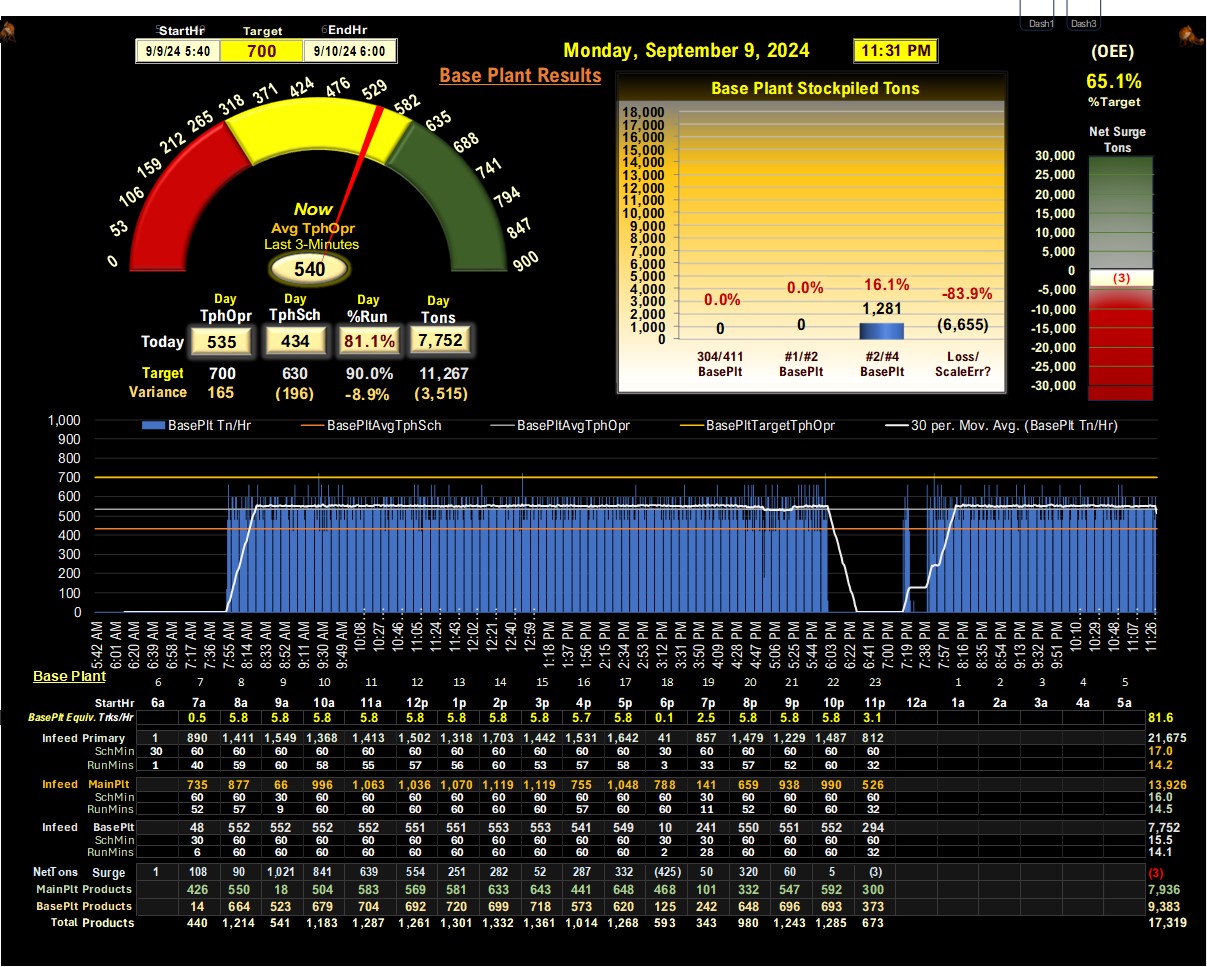 Dash1 Dash3
StartHr Target EndHr
9/9/24 5:40 700 9/10/24 6:00
Monday, September 9, 2024 11:31 PM
(OEE)
65.1%
%Target
Base Plant Results
0 53 106 159 212 265 318 371 424 476 529 582 635 688 741 794 847 900
Now
Avg TphOpr
Last 3-Minutes
540
Day Day Day Day
TphOpr TphSch %Run Tons
Today 535 434 81.1% 7,752
Target 700 630 90.0% 11,267
Variance 165 (196) -8.9% (3,515)
Base Plant Stockpiled Tons
18,000
17,000
16,000
15,000
14,000
13,000
12,000
11,000
10,000
9,000
8,000
7,000
6,000
5,000
4,000
3,000
2,000
1,000
0
0.0% 0.0% 16.1% -83.9%
0 0 1,281 (6,655)
304/411 #1/#2 #2/#4 Loss/
BasePlt BasePlt BasePlt ScaleErr?
Net Surge
Tons
30,000
25,000
20,000
15,000
10,000
5,000
0
(3)
-5,000
-10,000
-15,000
-20,000
-25,000
-30,000
BasePlt Tn/Hr BasePltAvgTphSch BasePltAvgTphOpr BasePltTargetTphOpr 30 per. Mov. Avg. (BasePlt Tn/Hr)
1,000
900
800
700
600
500
400
300
200
100
0
5:42 AM 6:01 AM 6:20 AM 6:39 AM 6:58 AM 7:17 AM 7:36 AM 7:55 AM 8:14 AM 8:33 AM 8:52 AM 9:11 AM 9:30 AM 9:49 AM 10:08... 10:27... 10:46... 11:05... 11:24... 11:43... 12:02... 12:21... 12:40... 12:59... 1:18 PM 1:37 PM 1:56 PM 2:15 PM 2:34 PM 2:53 PM 3:12 PM 3:31 PM 3:50 PM 4:09 PM 4:28 PM 4:47 PM 5:06 PM 5:25 PM 5:44 PM 6:03 PM 6:22 PM 6:41 PM 7:00 PM 7:19 PM 7:38 PM 7:57 PM 8:16 PM 8:35 PM 8:54 PM 9:13 PM 9:32 PM 9:51 PM 10:10... 10:29... 10:48... 11:07... 11:26...
Base Plant
6 7 8 9 10 11 12 13 14 15 16 17 18 19 20 21 22 23 1 2 3 4 5
StartHr 6a 7a 8a 9a 10a 11a 12p 1p 2p 3p 4p 5p 6p 7p 8p 9p 10p 11p 12a 1a 2a 3a 4a 5a
BasePlt Equiv. Trks/Hr 0.5 5.8 5.8 5.8 5.8 5.8 5.8 5.8 5.8 5.7 5.8 0.1 2.5 5.8 5.8 5.8 3.1 81.6
Infeed Primary 1 890 1,411 1,549 1,368 1,413 1,502 1,318 1,703 1,442 1,531 1,642 41 857 1,479 1,229 1,487 812 21,675
SchMin 30 60 60 60 60 60 60 60 60 60 60 60 30 60 60 60 60 60 17.0
RunMins 1 40 59 60 58 55 57 56 60 53 57 58 3 33 57 52 60 32 14.2
Infeed MainPlt 735 877 66 996 1,063 1,036 1,070 1,119 1,119 755 1,048 788 141 659 938 990 526 13,926
SchMin 60 60 30 60 60 60 60 60 60 60 60 60 30 60 60 60 60 16.0
RunMins 52 57 9 60 60 60 60 60 60 57 60 60 11 52 60 60 32 14.5
Infeed BasePlt 48 552 552 552 552 551 551 553 553 541 549 10 241 550 551 552 294 7,752
SchMin 30 60 60 60 60 60 60 60 60 60 60 30 30 60 60 60 60 15.5
RunMins 6 60 60 60 60 60 60 60 60 60 60 2 28 60 60 60 32 14.1
NetTons Surge 1 108 90 1,021 841 639 554 251 282 52 287 332 (425) 50 320 60 5 (3) (3)
MainPlt Products 426 550 18 504 583 569 581 633 643 441 648 468 101 332 547 592 300 7,936
BasePlt Products 14 664 523 679 704 692 720 699 718 573 620 125 242 648 696 693 373 9,383
Total Products 440 1,214 541 1,183 1,287 1,261 1,301 1,332 1,361 1,014 1,268 593 343 980 1,243 1,285 673 17,319